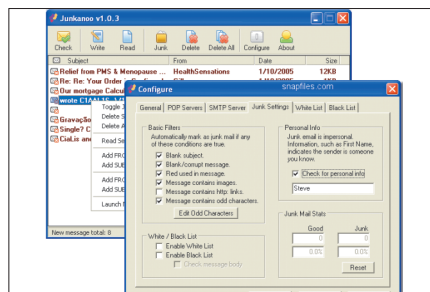 Junkanoo v1.0.3
Check Write Read Junk Delete Delete All Configure About
Subject From Date Size
Relief from PMS & Menopause ... HealthSensations 1/10/2005 12KB
Re: Re: Your Order
Our mortgage Calcu
wrote
Gravação
Single? C
CiaLis an
Toggle J
Delete S
Delete A
Read Se
Add FRO
Add SUB
Add FRO
Add SUB
Launch
New message total: 8
snapfiles.com
Configure
General POP Servers SMTP Server Junk Settings White List Black List
Basic Filters
Automatically mark as junk mail if any
of these conditions are true.
Blank subject.
Blank/corrupt message.
Red used in message.
Message contains images.
Message contains http: links.
Message contains odd characters.
Edit Odd Characters
White / Black List
Enable White List
Enable Black List
Check message body
Personal Info
Junk email is impersonal.
Information, such as First Name,
indicates the sender is someone
you know.
Check for personal info
Steve
Junk Mail Stats
Good Junk
0 0
0.0% 0.0%
Reset